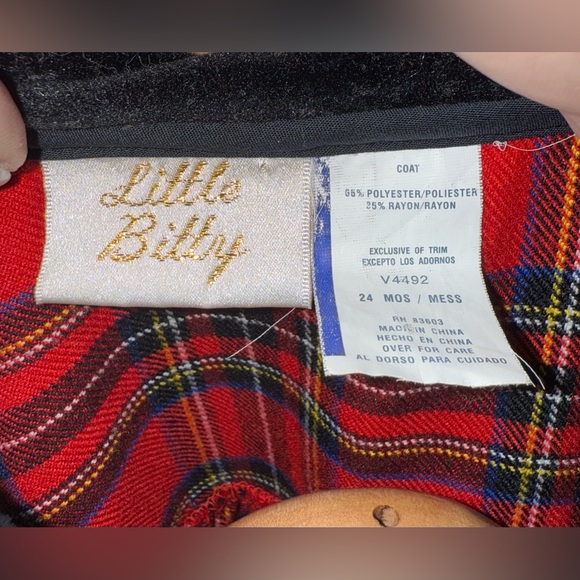 Little
Bitty
COAT
65% POLYESTER/POLIESTER
35% RAYON/RAYON
EXCLUSIVE OF TRIM
EXCEPTO LOS ADORNOS
V4492
24 MOS / MESS
RN 83603
MADE IN CHINA
HECHO EN CHINA
OVER FOR CARE
AL DORSO PARA CUIDADO